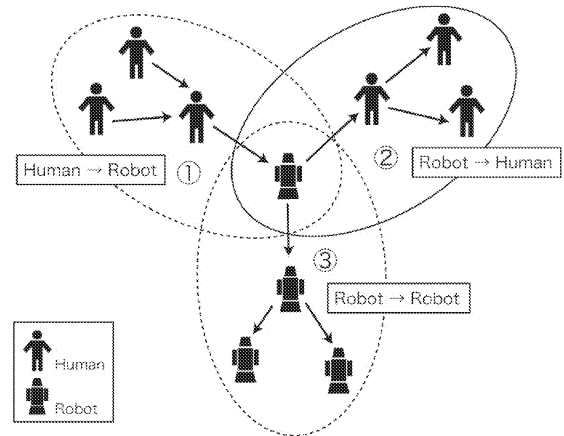 Human → Robot
①
②
Robot → Human
③
Robot → Robot
Human
Robot